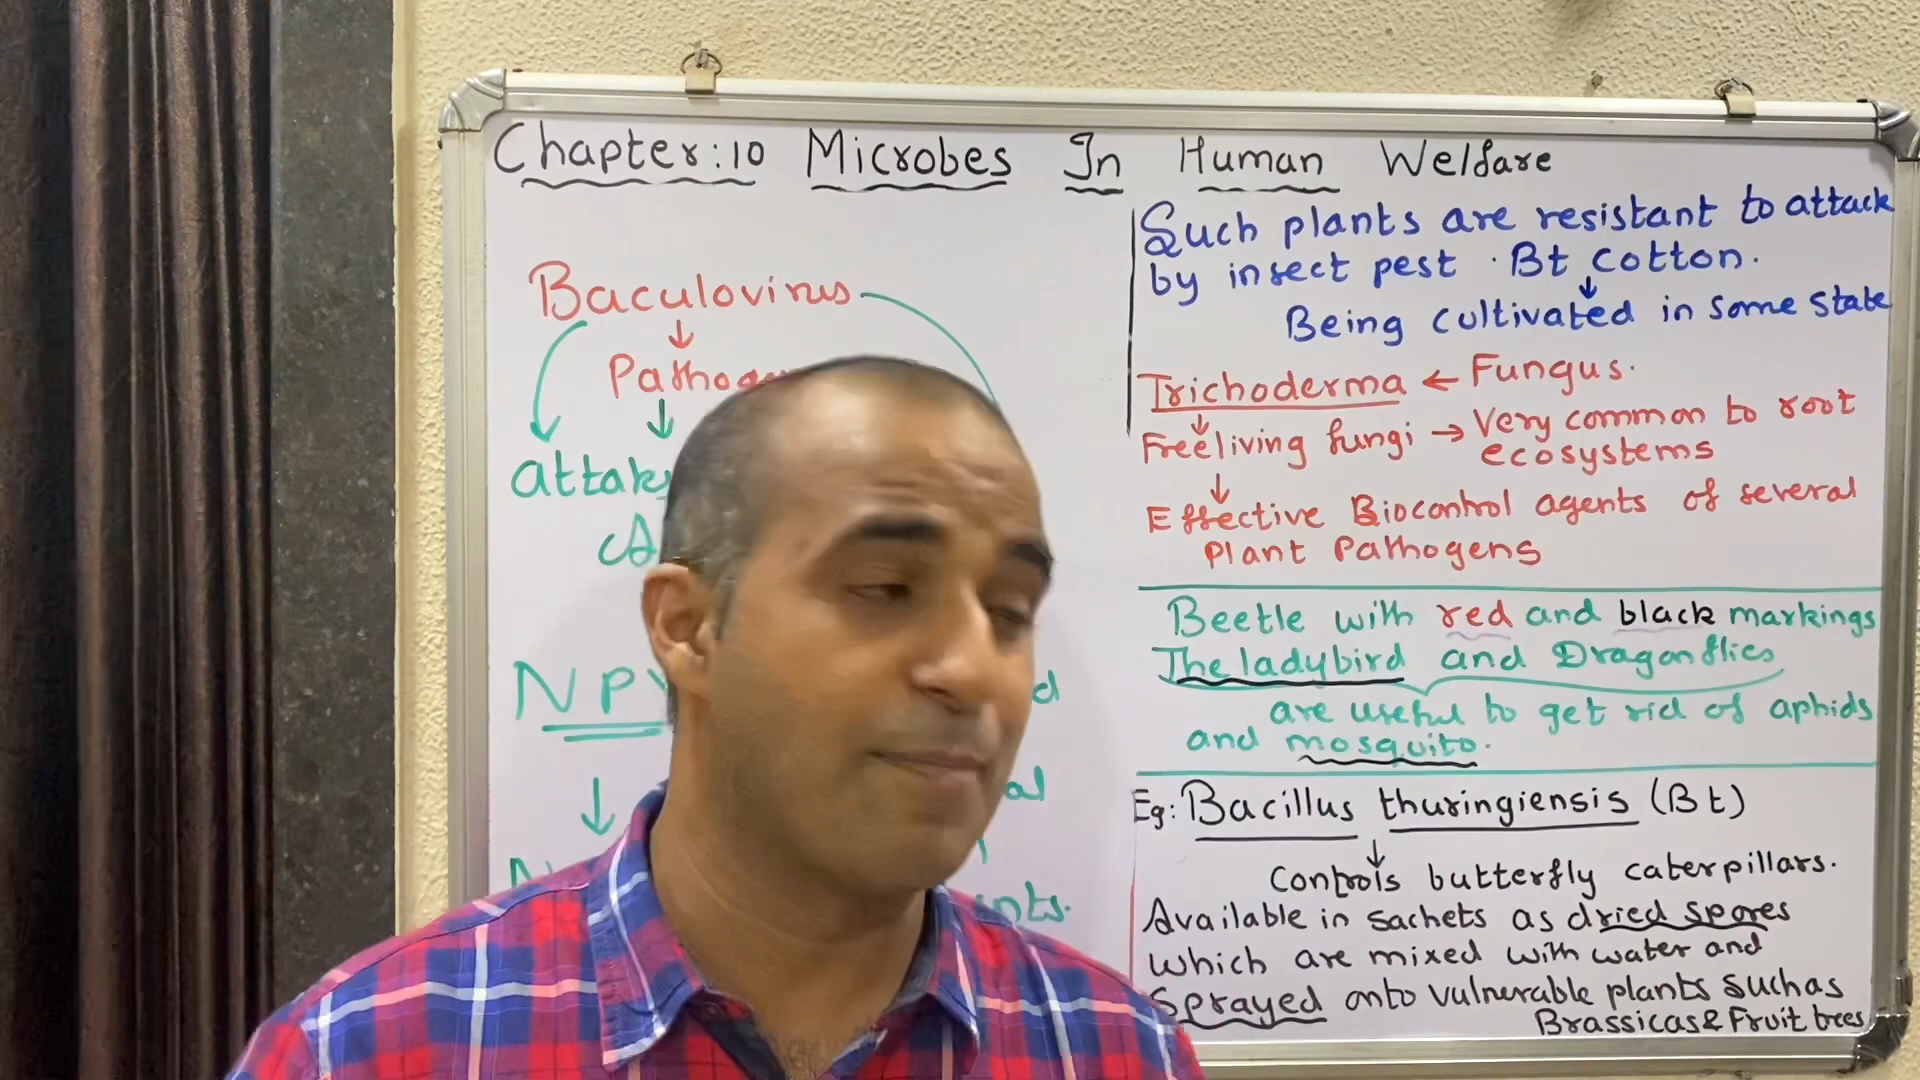 Chapter:10 Microbes In Human Welfare
Baculovirus
Pathog
attak
NPV
d
al
nts.
Such plants are resistant to attack
by insect pest . Bt cotton.
Being cultivated in some state
Trichoderma ← Fungus.
Freeliving fungi → Very common to root
ecosystems
Effective Biocontrol agents of several
Plant Pathogens
Beetle with red and black markings
The ladybird and Dragonflies
are useful to get rid of aphids
and mosquito.
Eg: Bacillus thuringiensis (Bt)
Controls butterfly caterpillars.
Available in sachets as dried spores
which are mixed with water and
Sprayed onto vulnerable plants such as
Brassicas & Fruit trees